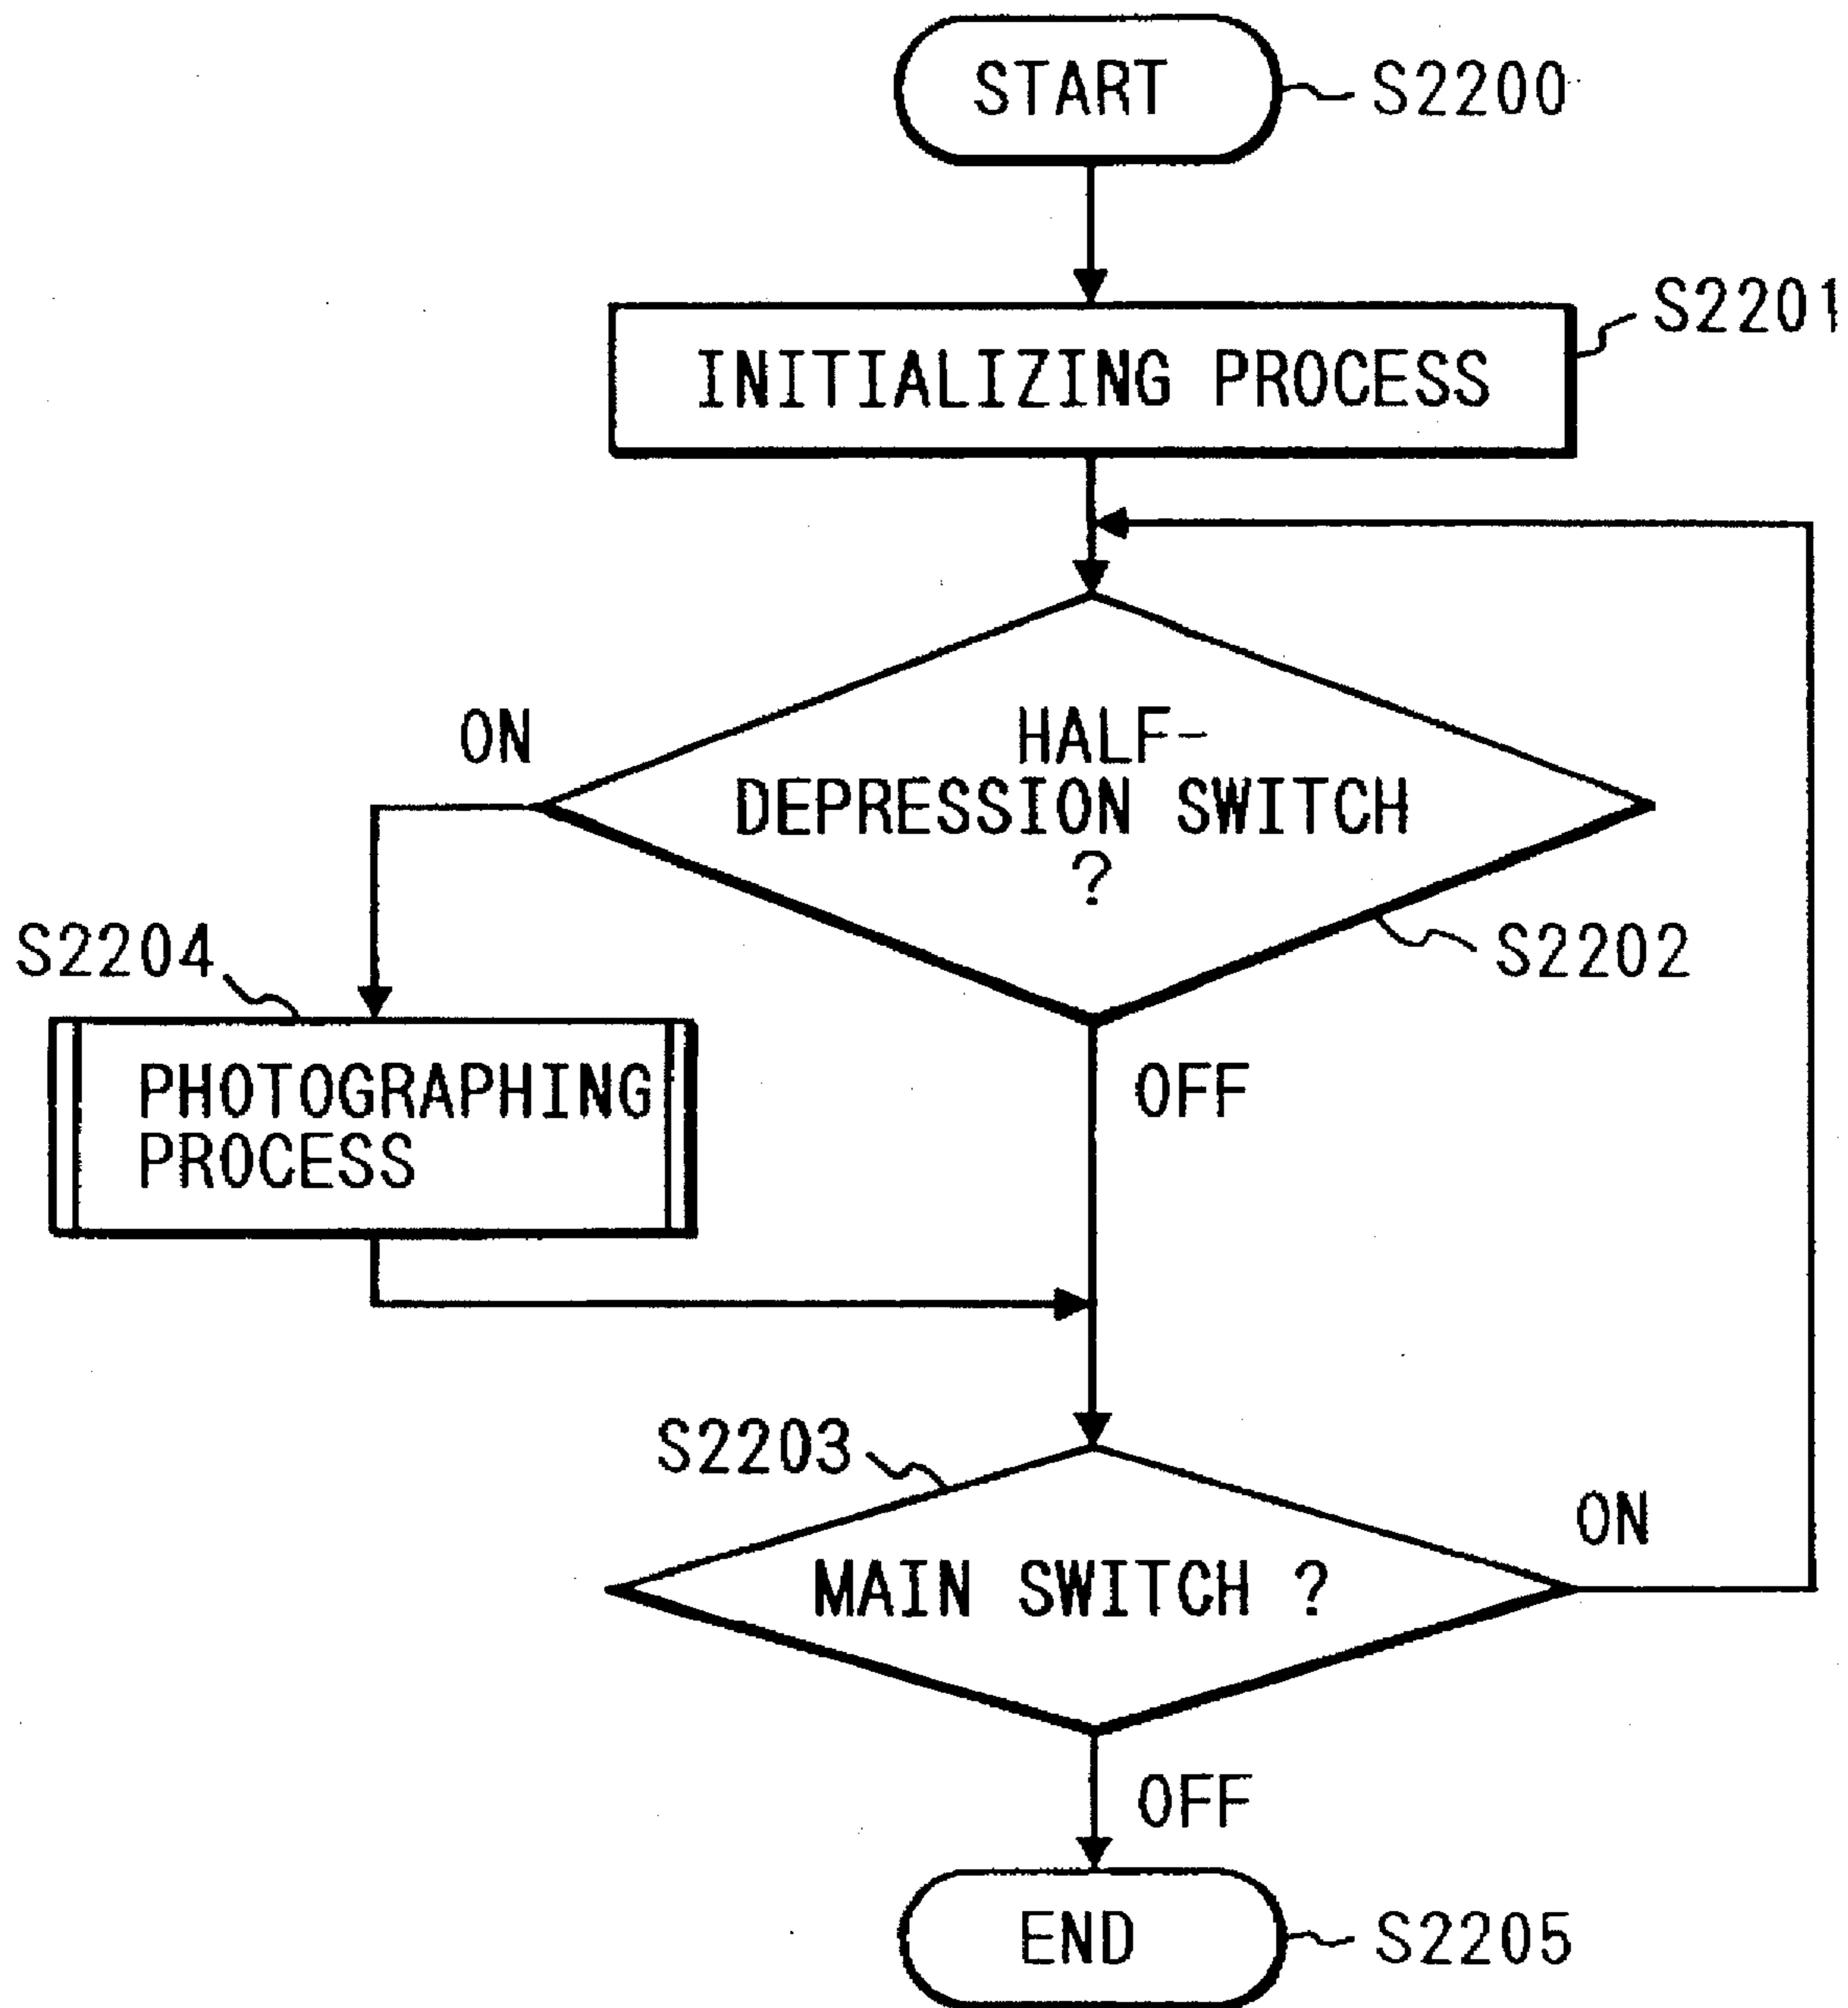 START
S2200
S2201
INITIALIZING PROCESS
ON
HALF-
DEPRESSION SWITCH
?
S2202
S2204
PHOTOGRAPHING
PROCESS
OFF
S2203
MAIN SWITCH ?
ON
OFF
END
S2205